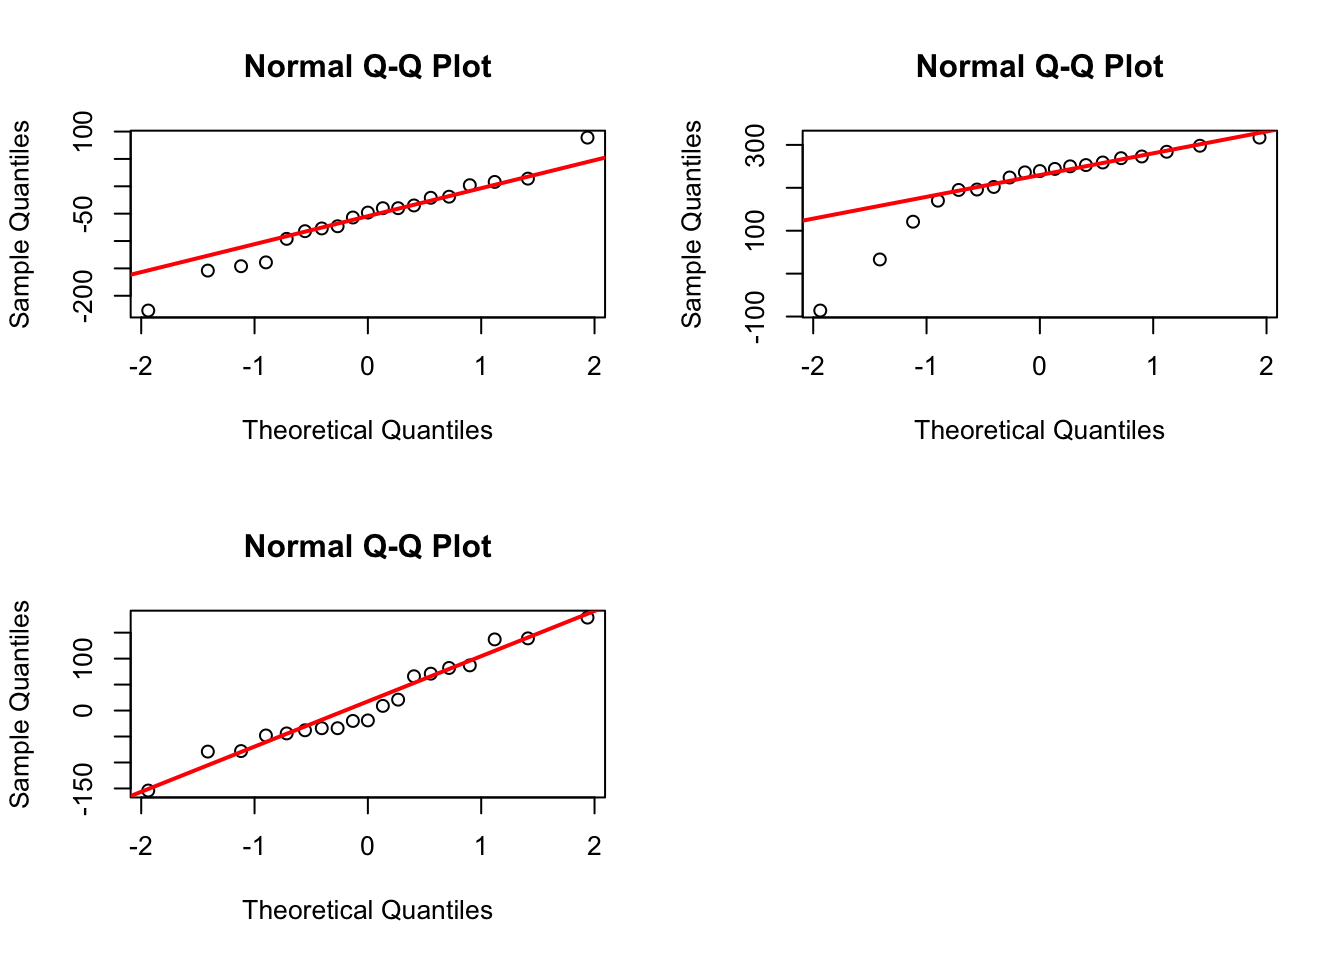 Normal Q-Q Plot
Sample Quantiles
100
-50
-200
-2 -1 0 1 2
Theoretical Quantiles
Normal Q-Q Plot
Sample Quantiles
300
100
-100
-2 -1 0 1 2
Theoretical Quantiles
Normal Q-Q Plot
Sample Quantiles
100
0
-150
-2 -1 0 1 2
Theoretical Quantiles